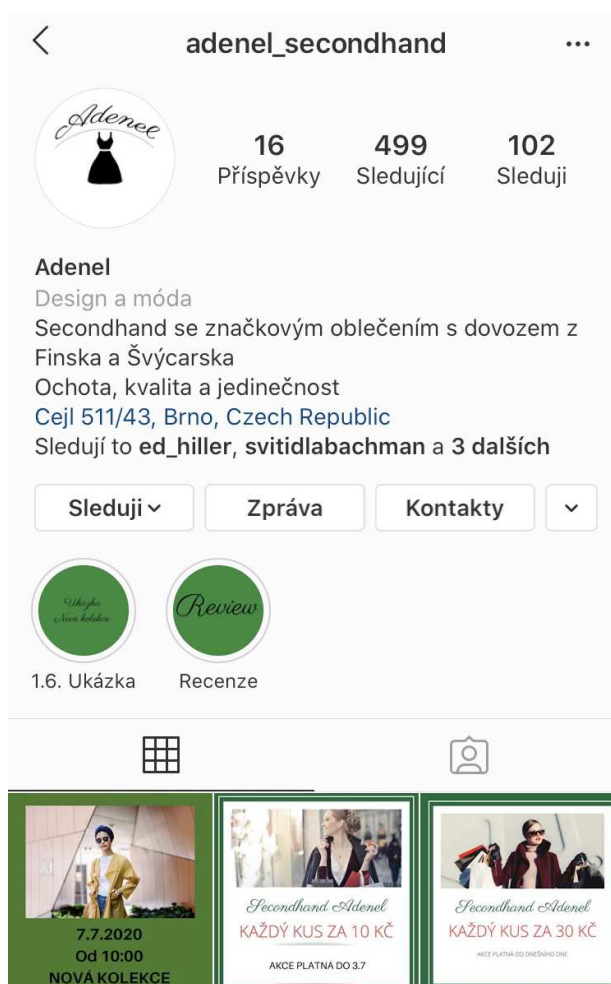 adenel_secondhand
Adenel
16
499
102
Příspěvky
Sledující
Sleduji
Adenel
Design a móda
Secondhand se značkovým oblečením s dovozem z
Finska a Švýcarska
Ochota, kvalita a jedinečnost
Cejl 511/43, Brno, Czech Republic
Sledují to ed_hiller, svitidlabachman a 3 dalších
Sleduji
Zpráva
Kontakty
Ukázka
Nové kolekce
Review
1.6. Ukázka
Recenze
7.7.2020
Od 10:00
NOVÁ KOLEKCE
Secondhand Adenel
KAŽDÝ KUS ZA 10 KČ
AKCE PLATNÁ DO 3.7
Secondhand Adenel
KAŽDÝ KUS ZA 30 KČ
AKCE PLATNÁ DO DNEŠNÍHO DNE